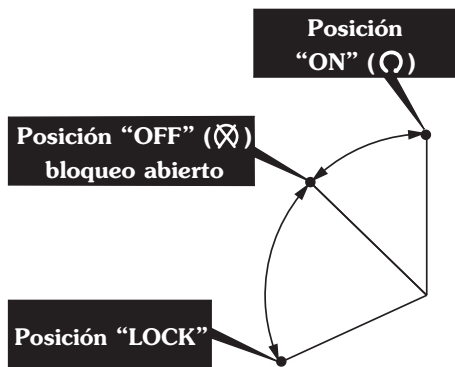 Posición
“ON” (Ω)
Posición “OFF” (⊗)
bloqueo abierto
Posición “LOCK”